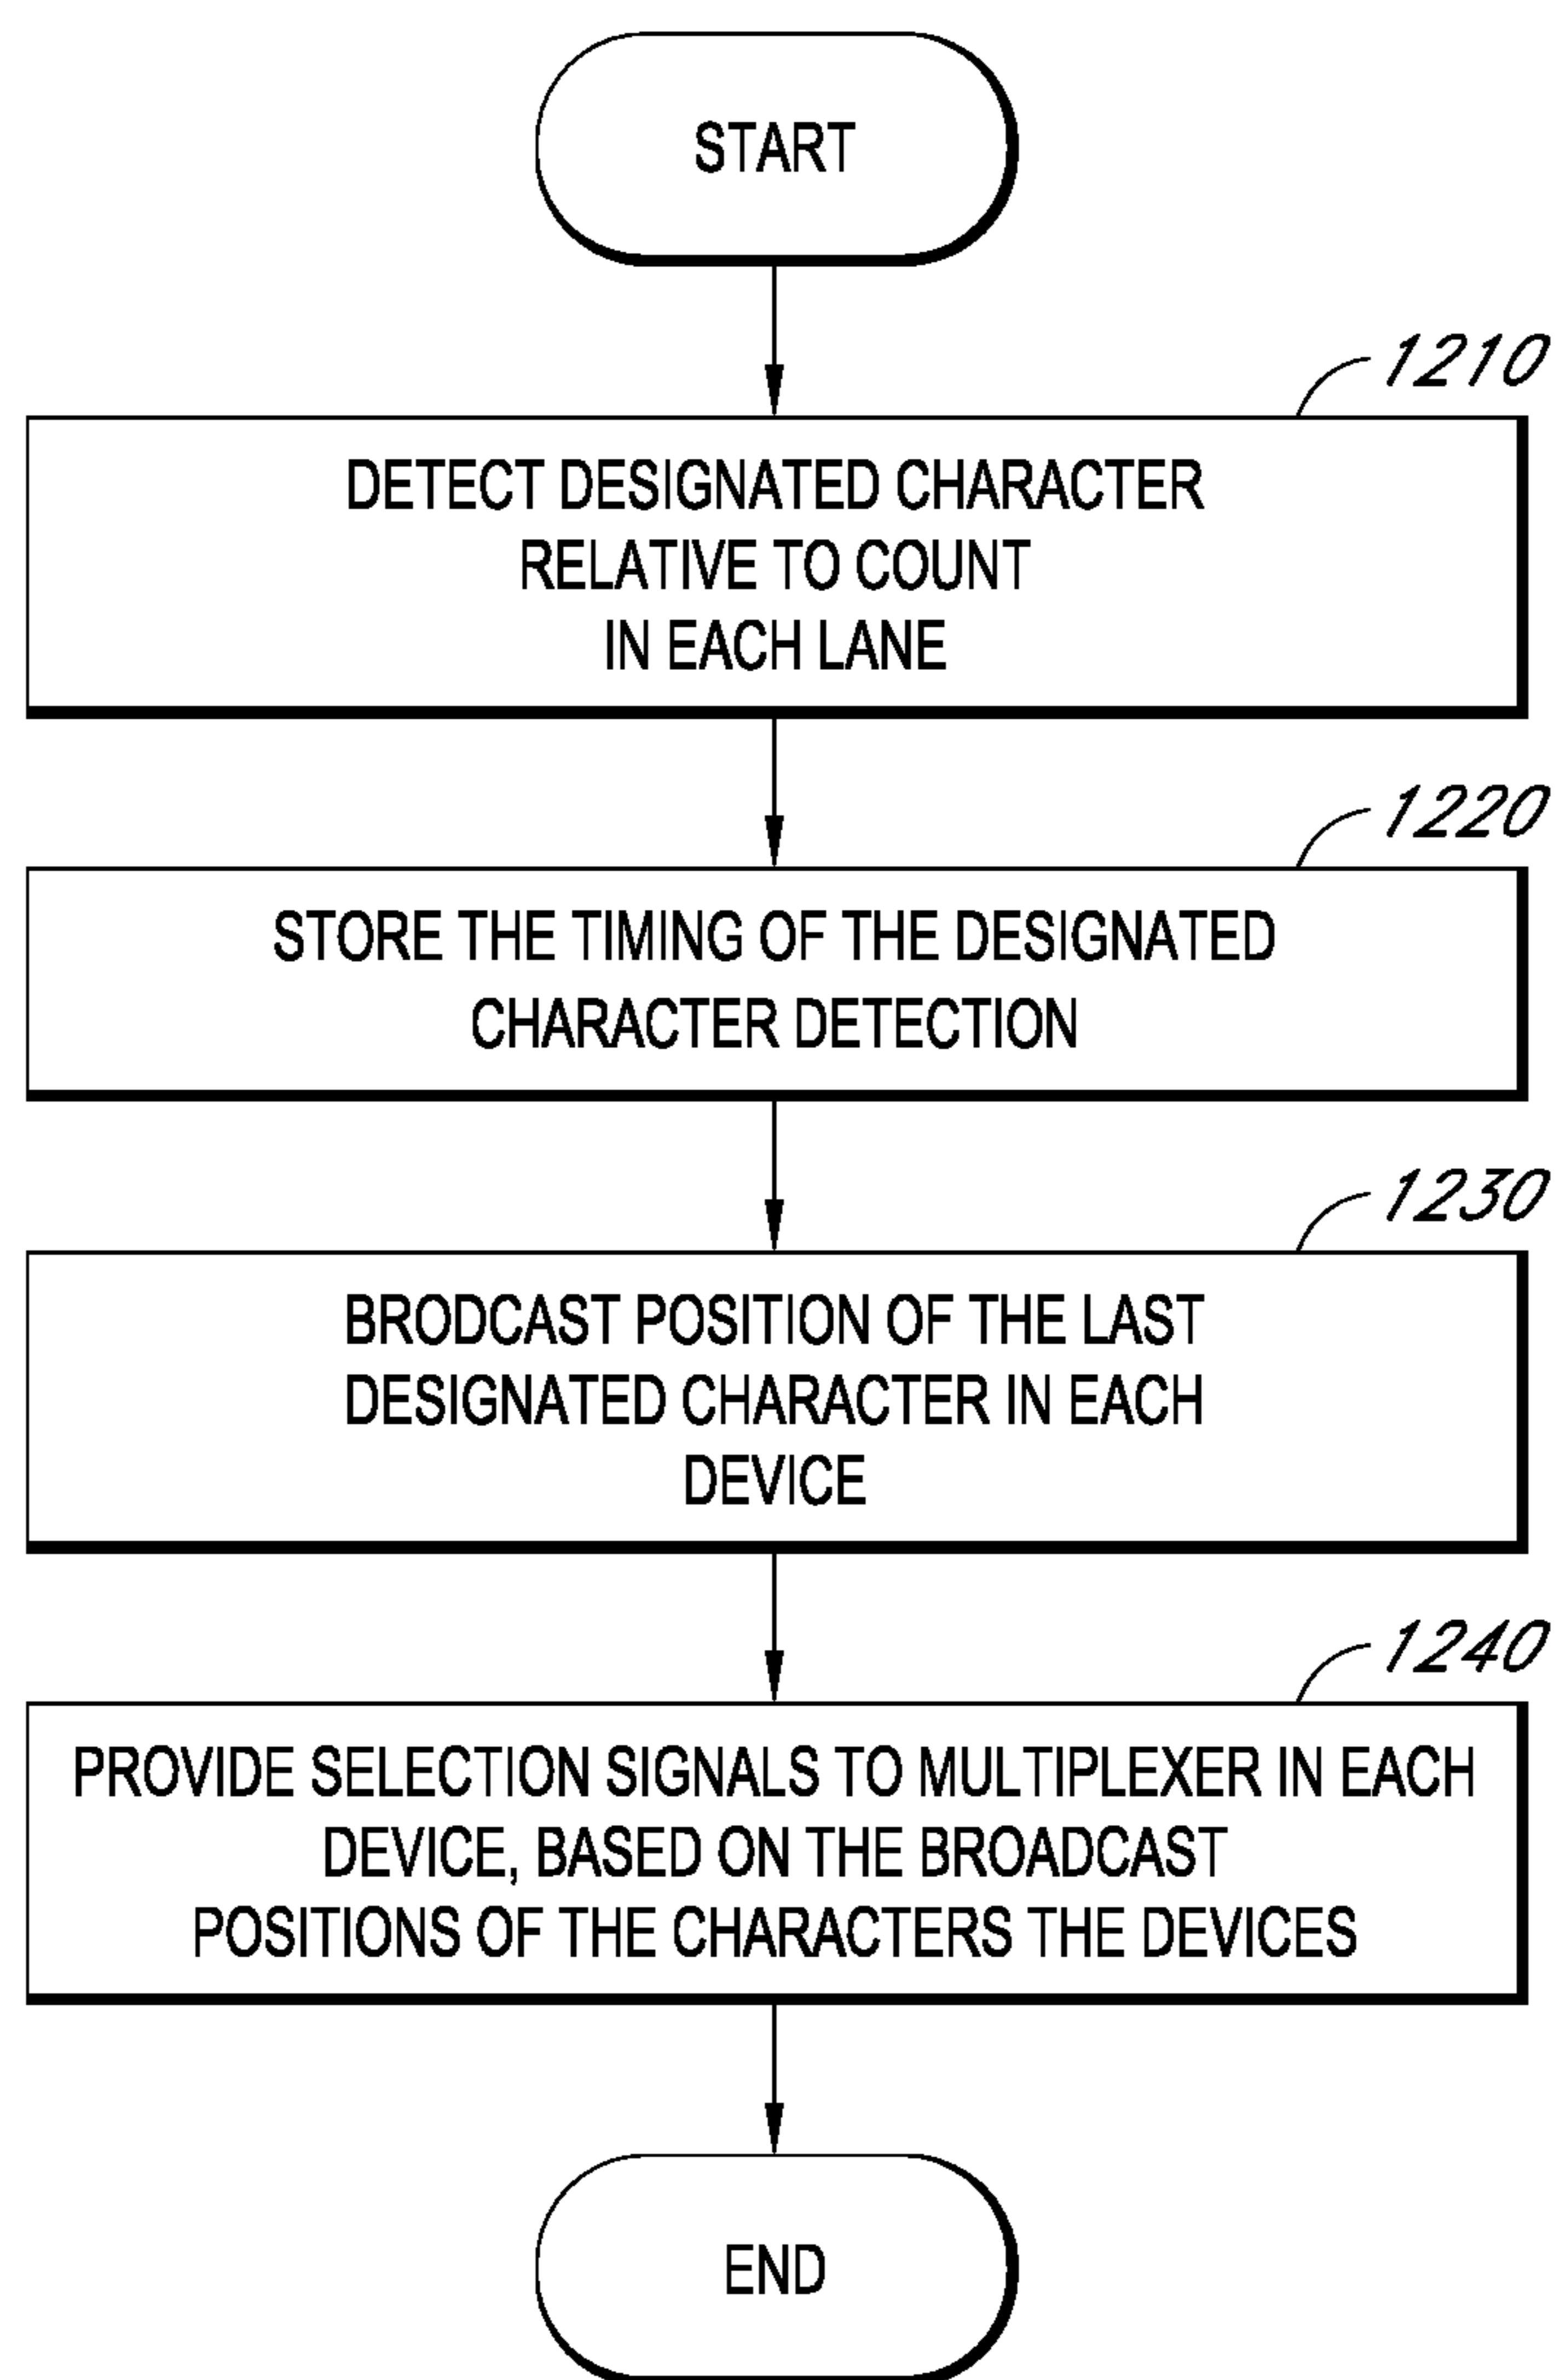 START
1210
DETECT DESIGNATED CHARACTER
RELATIVE TO COUNT
IN EACH LANE
1220
STORE THE TIMING OF THE DESIGNATED
CHARACTER DETECTION
1230
BRODCAST POSITION OF THE LAST
DESIGNATED CHARACTER IN EACH
DEVICE
1240
PROVIDE SELECTION SIGNALS TO MULTIPLEXER IN EACH
DEVICE, BASED ON THE BROADCAST
POSITIONS OF THE CHARACTERS THE DEVICES
END